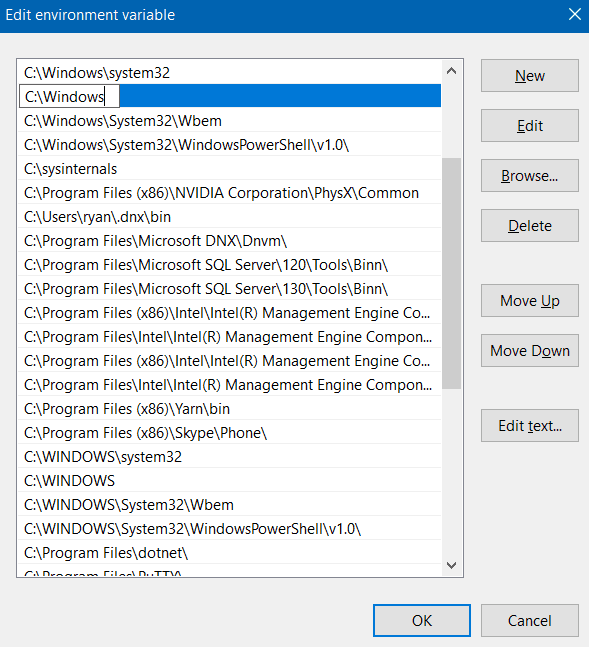 Edit environment variable
C:\Windows\system32
C:\Windows
C:\Windows\System32\Wbem
C:\Windows\System32\WindowsPowerShell\v1.0\
C:\sysinternals
C:\Program Files (x86)\NVIDIA Corporation\PhysX\Common
C:\Users\ryan\.dnx\bin
C:\Program Files\Microsoft DNX\Dnvm\
C:\Program Files\Microsoft SQL Server\120\Tools\Binn\
C:\Program Files\Microsoft SQL Server\130\Tools\Binn\
C:\Program Files (x86)\Intel\Intel(R) Management Engine Co...
C:\Program Files\Intel\Intel(R) Management Engine Compon...
C:\Program Files (x86)\Intel\Intel(R) Management Engine Co...
C:\Program Files\Intel\Intel(R) Management Engine Compon...
C:\Program Files (x86)\Yarn\bin
C:\Program Files (x86)\Skype\Phone\
C:\WINDOWS\system32
C:\WINDOWS
C:\WINDOWS\System32\Wbem
C:\WINDOWS\System32\WindowsPowerShell\v1.0\
C:\Program Files\dotnet\
C:\Program Files\PuTTY\
New
Edit
Browse...
Delete
Move Up
Move Down
Edit text...
OK
Cancel